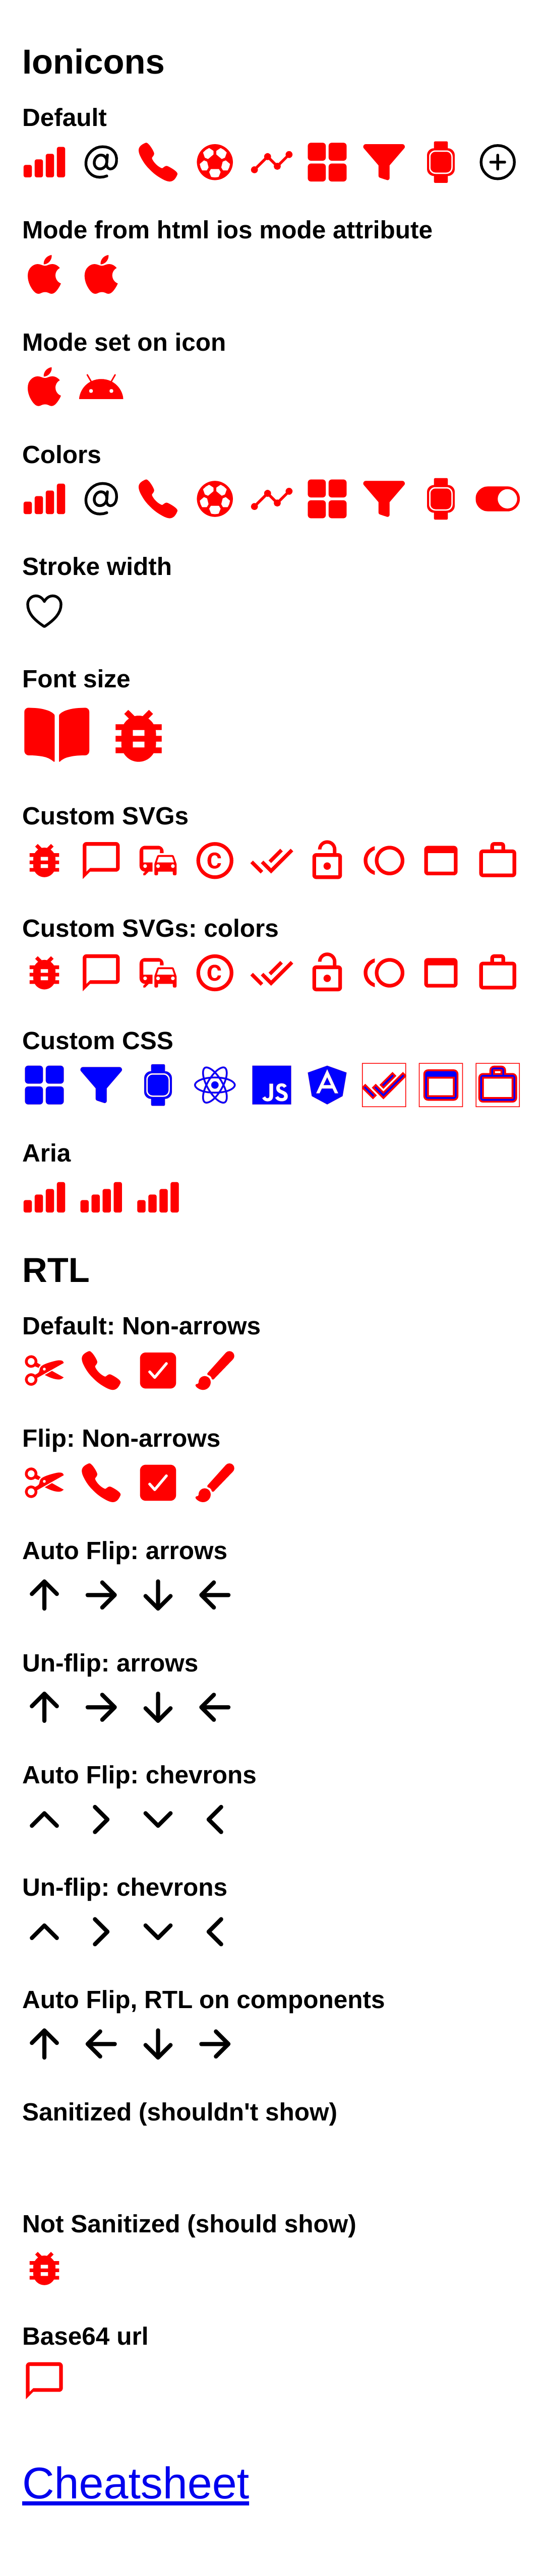 Ionicons
Default
@
Mode from html ios mode attribute
Mode set on icon
Colors
@
Stroke width
Font size
Custom SVGs
C
Custom SVGs: colors
C
Custom CSS
JS A
Aria
RTL
Default: Non-arrows
Flip: Non-arrows
Auto Flip: arrows
Un-flip: arrows
Auto Flip: chevrons
Un-flip: chevrons
Auto Flip, RTL on components
Sanitized (shouldn't show)
Not Sanitized (should show)
Base64 url
Cheatsheet